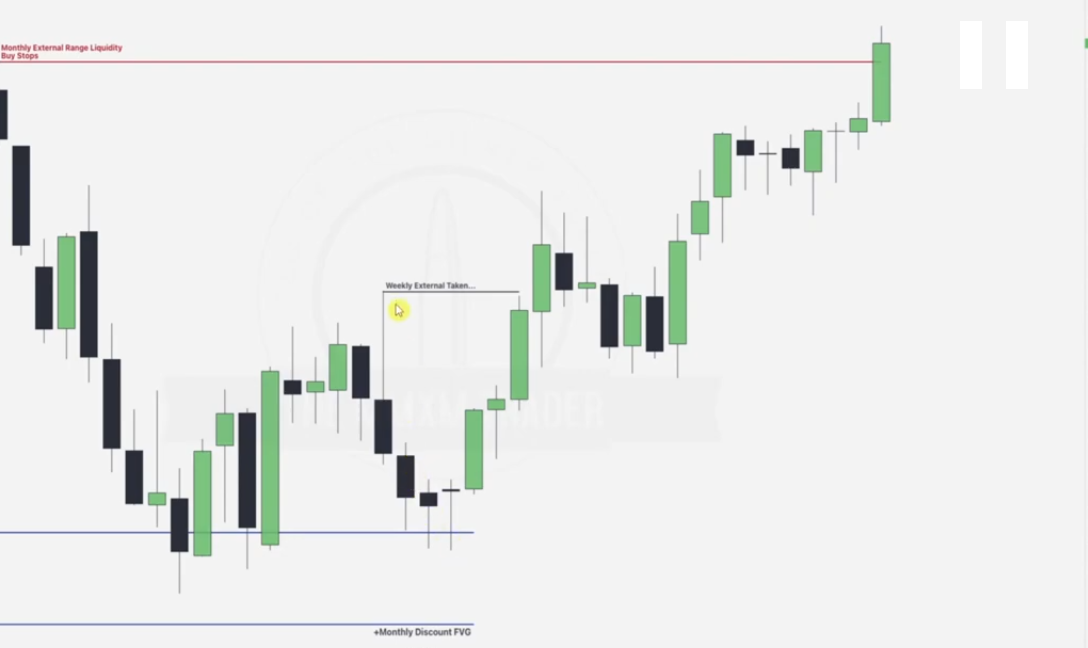 Monthly External Range Liquidity
Buy Stops
Weekly External Taken...
+Monthly Discount FVG